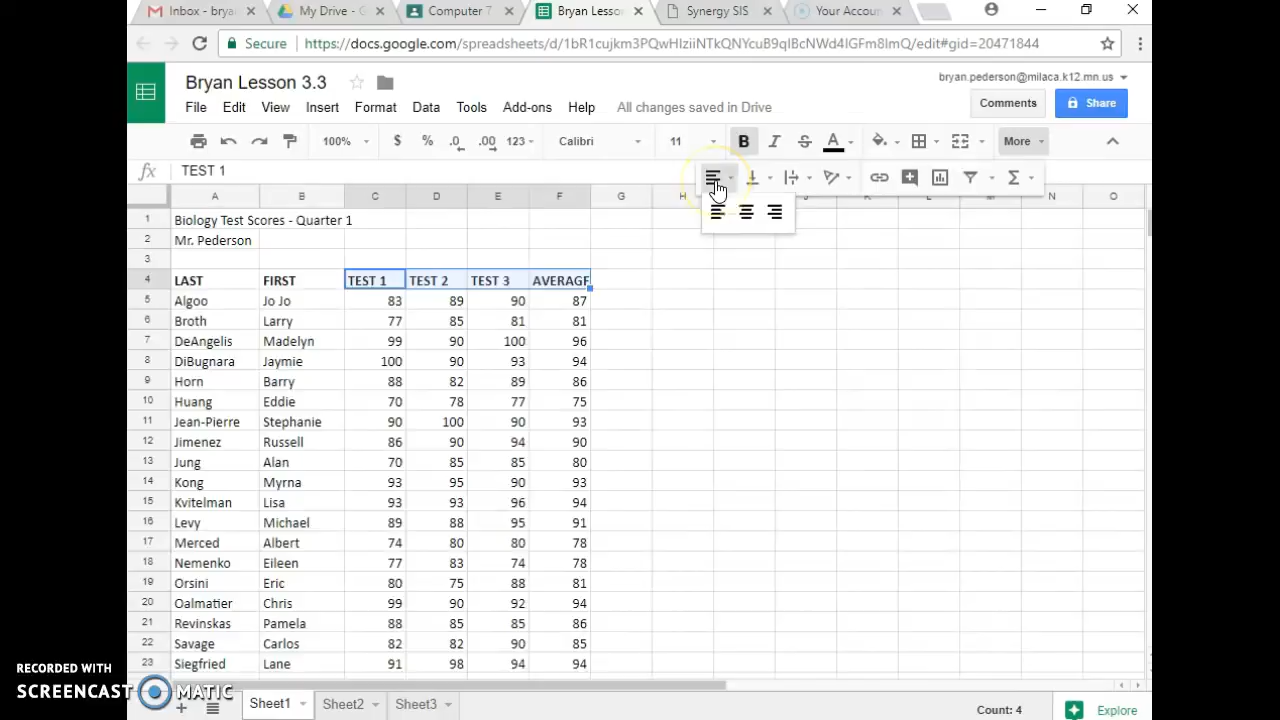 Inbox - brya
My Drive - G
Computer 7
Bryan Lesso
Synergy SIS
Your Accoun
Secure
https://docs.google.com/spreadsheets/d/1bR1cujkm3PQwHIziiNTkQNYcuB9qlBcNWd4IGFm8ImQ/edit#gid=20471844
Bryan Lesson 3.3
bryan.pederson@milaca.k12.mn.us
File Edit View Insert Format Data Tools Add-ons Help All changes saved in Drive
Comments
Share
100% $ % .0 .00 123 Calibri 11 B I S A More
fx TEST 1
A B C D E F G H K L M N O
1 Biology Test Scores - Quarter 1
2 Mr. Pederson
3
4 LAST FIRST TEST 1 TEST 2 TEST 3 AVERAGE
5 Algoo Jo Jo 83 89 90 87
6 Broth Larry 77 85 81 81
7 DeAngelis Madelyn 99 90 100 96
8 DiBugnara Jaymie 100 90 93 94
9 Horn Barry 88 82 89 86
10 Huang Eddie 70 78 77 75
11 Jean-Pierre Stephanie 90 100 90 93
12 Jimenez Russell 86 90 94 90
13 Jung Alan 70 85 85 80
14 Kong Myrna 93 95 90 93
15 Kvitelman Lisa 93 93 96 94
16 Levy Michael 89 88 95 91
17 Merced Albert 74 80 80 78
18 Nemenko Eileen 77 83 74 78
19 Orsini Eric 80 75 88 81
20 Oalmatier Chris 99 90 92 94
21 Revinskas Pamela 88 85 85 86
22 Savage Carlos 82 82 90 85
23 Siegfried Lane 91 98 94 94
Sheet1 Sheet2 Sheet3
Count: 4
Explore
RECORDED WITH
SCREENCAST MATIC